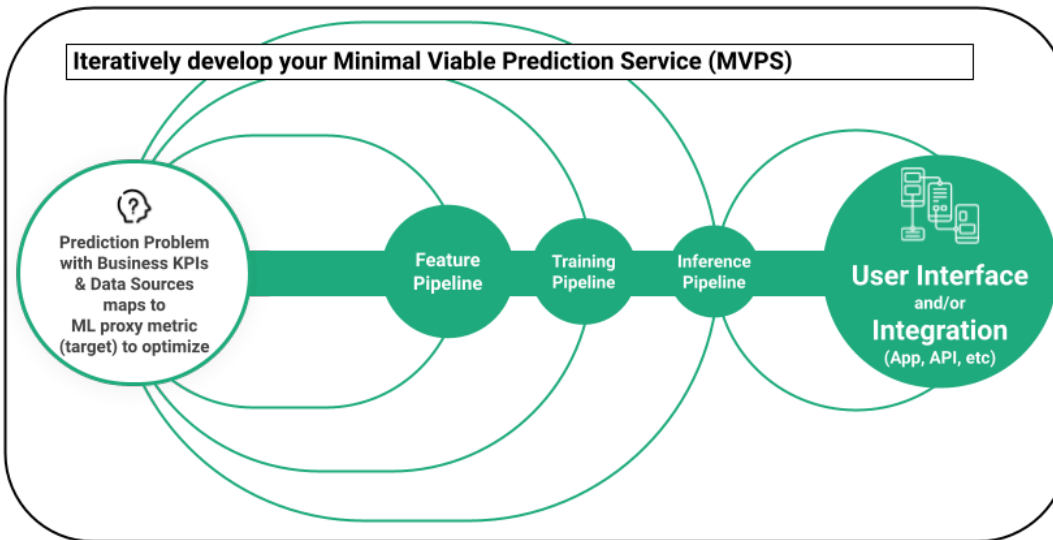 Iteratively develop your Minimal Viable Prediction Service (MVPS)
?
Prediction Problem
with Business KPIs
& Data Sources
maps to
ML proxy metric
(target) to optimize
Feature
Pipeline
Training
Pipeline
Inference
Pipeline
User Interface
and/or
Integration
(App, API, etc)